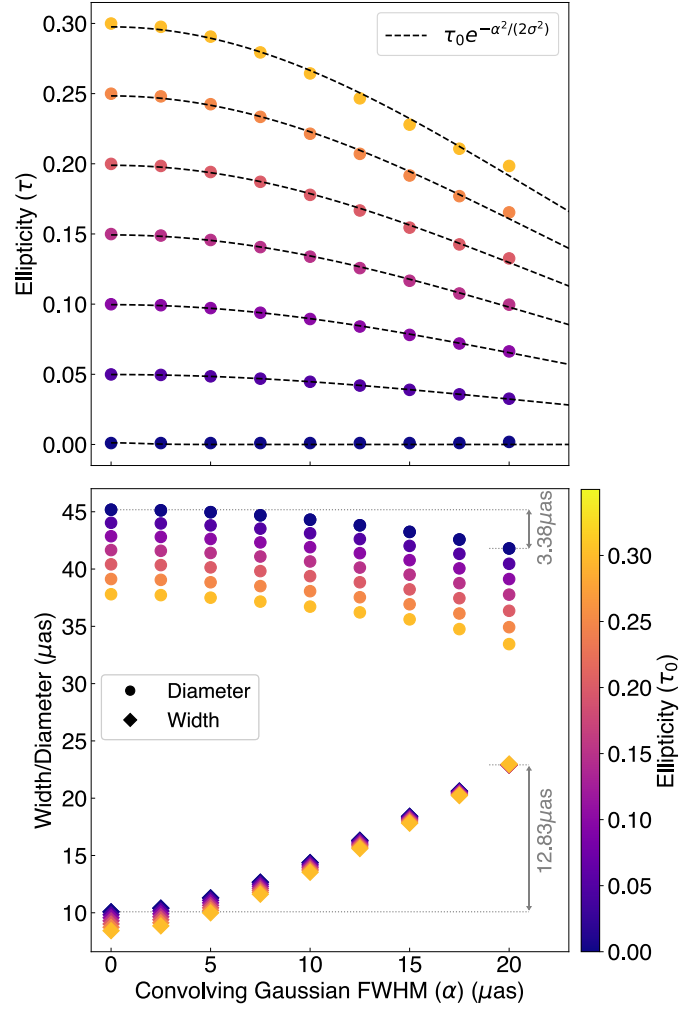 0.30
0.25
0.20
0.15
0.10
0.05
0.00
Ellipticity (τ)
τ₀e^{−α²/(2σ²)}
45
40
35
30
25
20
15
10
Width/Diameter (μas)
Diameter
Width
3.38μas
12.83μas
0 5 10 15 20
Convolving Gaussian FWHM (α) (μas)
0.30
0.25
0.20
0.15
0.10
0.05
0.00
Ellipticity (τ₀)